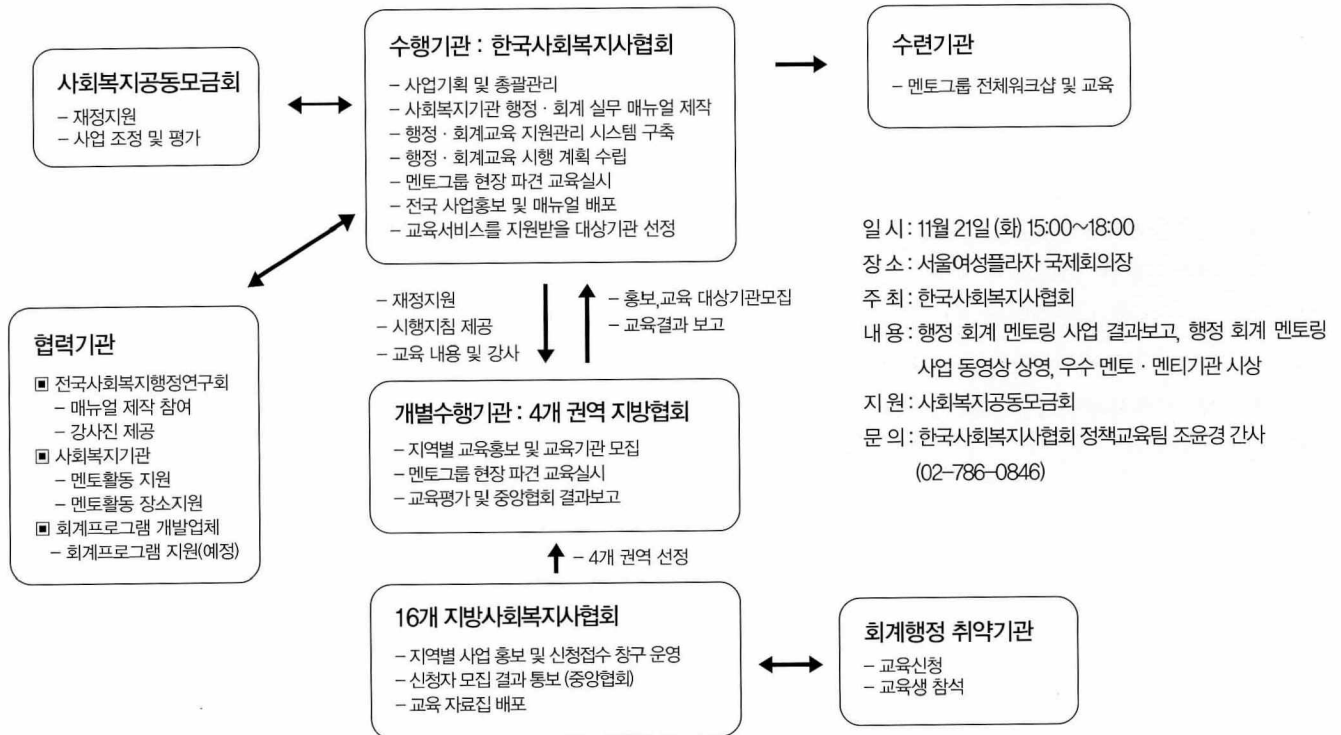 사회복지공동모금회
– 재정지원
– 사업 조정 및 평가
수행기관 : 한국사회복지사협회
– 사업기획 및 총괄관리
– 사회복지기관 행정 · 회계 실무 매뉴얼 제작
– 행정 · 회계교육 지원관리 시스템 구축
– 행정 · 회계교육 시행 계획 수립
– 멘토그룹 현장 파견 교육실시
– 전국 사업홍보 및 매뉴얼 배포
– 교육서비스를 지원받을 대상기관 선정
수련기관
– 멘토그룹 전체워크샵 및 교육
– 재정지원
– 시행지침 제공
– 교육 내용 및 강사
– 홍보,교육 대상기관모집
– 교육결과 보고
협력기관
▣ 전국사회복지행정연구회
– 매뉴얼 제작 참여
– 강사진 제공
▣ 사회복지기관
– 멘토활동 지원
– 멘토활동 장소지원
▣ 회계프로그램 개발업체
– 회계프로그램 지원(예정)
개별수행기관 : 4개 권역 지방협회
– 지역별 교육홍보 및 교육기관 모집
– 멘토그룹 현장 파견 교육실시
– 교육평가 및 중앙협회 결과보고
– 4개 권역 선정
16개 지방사회복지사협회
– 지역별 사업 홍보 및 신청접수 창구 운영
– 신청자 모집 결과 통보 (중앙협회)
– 교육 자료집 배포
회계행정 취약기관
– 교육신청
– 교육생 참석
일 시 : 11월 21일 (화) 15:00~18:00
장 소 : 서울여성플라자 국제회의장
주 최 : 한국사회복지사협회
내 용 : 행정 회계 멘토링 사업 결과보고, 행정 회계 멘토링
사업 동영상 상영, 우수 멘토 · 멘티기관 시상
지 원 : 사회복지공동모금회
문 의 : 한국사회복지사협회 정책교육팀 조윤경 간사
(02–786–0846)